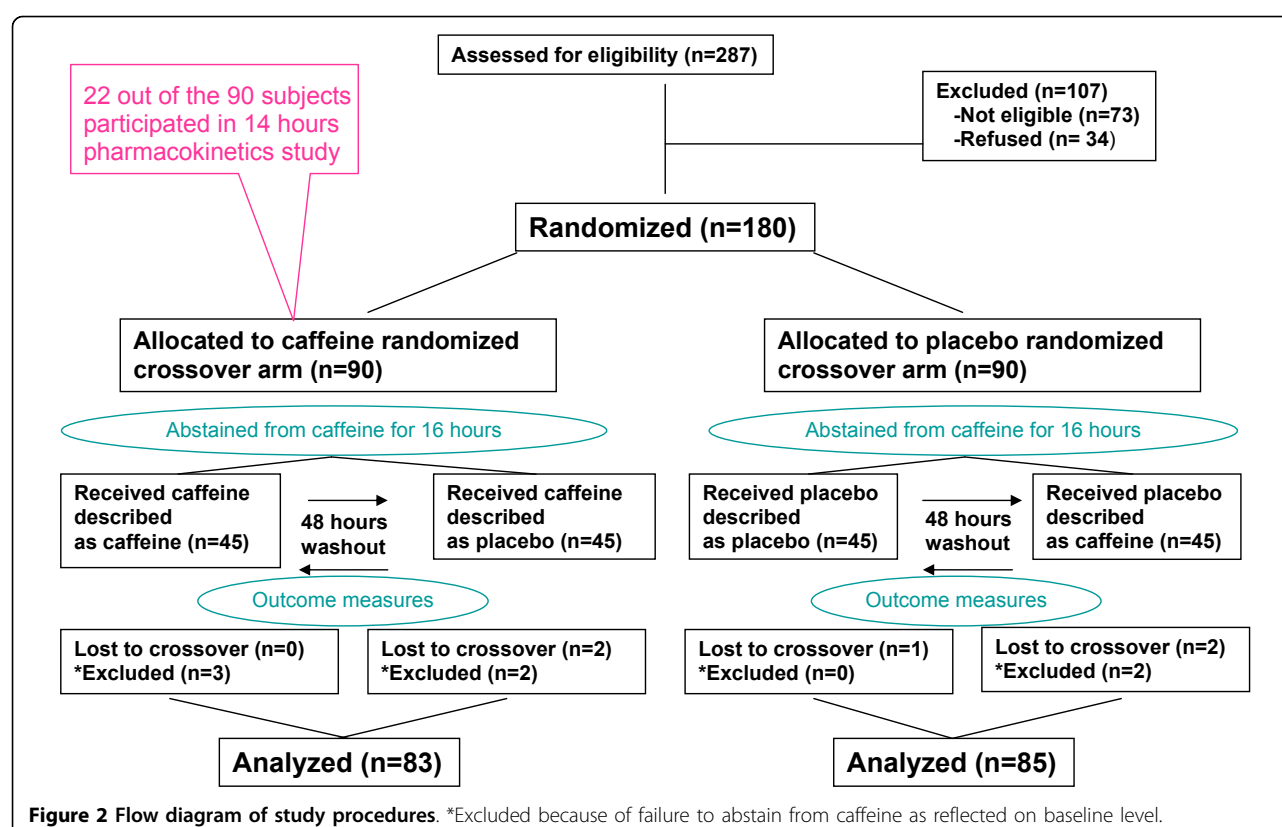 Assessed for eligibility (n=287)
22 out of the 90 subjects
participated in 14 hours
pharmacokinetics study
Excluded (n=107)
-Not eligible (n=73)
-Refused (n= 34)
Randomized (n=180)
Allocated to caffeine randomized
crossover arm (n=90)
Allocated to placebo randomized
crossover arm (n=90)
Abstained from caffeine for 16 hours
Abstained from caffeine for 16 hours
Received caffeine
described
as caffeine (n=45)
48 hours
washout
Received caffeine
described
as placebo (n=45)
Received placebo
described
as placebo (n=45)
48 hours
washout
Received placebo
described
as caffeine (n=45)
Outcome measures
Outcome measures
Lost to crossover (n=0)
*Excluded (n=3)
Lost to crossover (n=2)
*Excluded (n=2)
Lost to crossover (n=1)
*Excluded (n=0)
Lost to crossover (n=2)
*Excluded (n=2)
Analyzed (n=83)
Analyzed (n=85)
Figure 2 Flow diagram of study procedures. *Excluded because of failure to abstain from caffeine as reflected on baseline level.